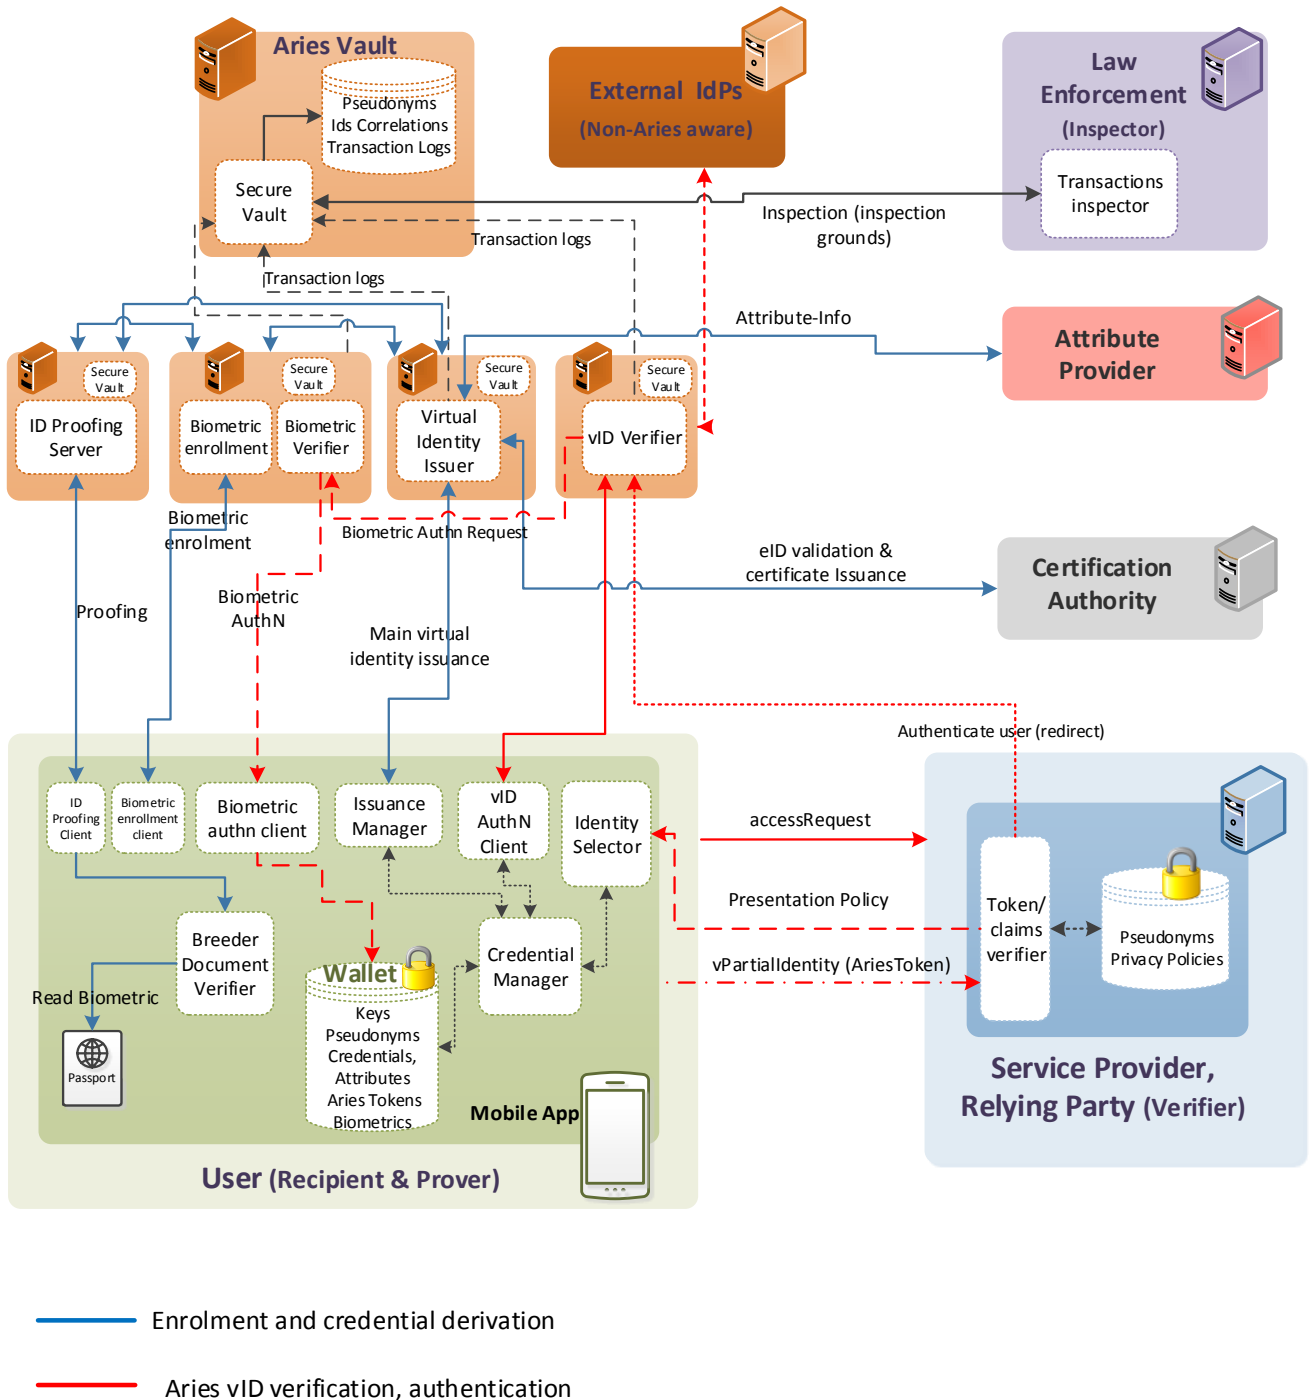 Aries Vault
Pseudonyms
Ids Correlations
Transaction Logs
Secure
Vault
External IdPs
(Non-Aries aware)
Law
Enforcement
(Inspector)
Transactions
inspector
Inspection (inspection
grounds)
Transaction logs
Transaction logs
Attribute-Info
Attribute
Provider
Secure
Vault
ID Proofing
Server
Secure
Vault
Biometric
enrollment
Biometric
Verifier
Secure
Vault
Virtual
Identity
Issuer
Secure
Vault
vID Verifier
Biometric
enrolment
Biometric Authn Request
eID validation &
certificate Issuance
Certification
Authority
Proofing
Biometric
AuthN
Main virtual
identity issuance
Authenticate user (redirect)
ID
Proofing
Client
Biometric
enrollment
client
Biometric
authn client
Issuance
Manager
vID
AuthN
Client
Identity
Selector
accessRequest
Presentation Policy
vPartialIdentity (AriesToken)
Token/
claims
verifier
Pseudonyms
Privacy Policies
Breeder
Document
Verifier
Credential
Manager
Wallet
Keys
Pseudonyms
Credentials,
Attributes
Aries Tokens
Biometrics
Read Biometric
Passport
Mobile App
User (Recipient & Prover)
Service Provider,
Relying Party (Verifier)
Enrolment and credential derivation
Aries vID verification, authentication